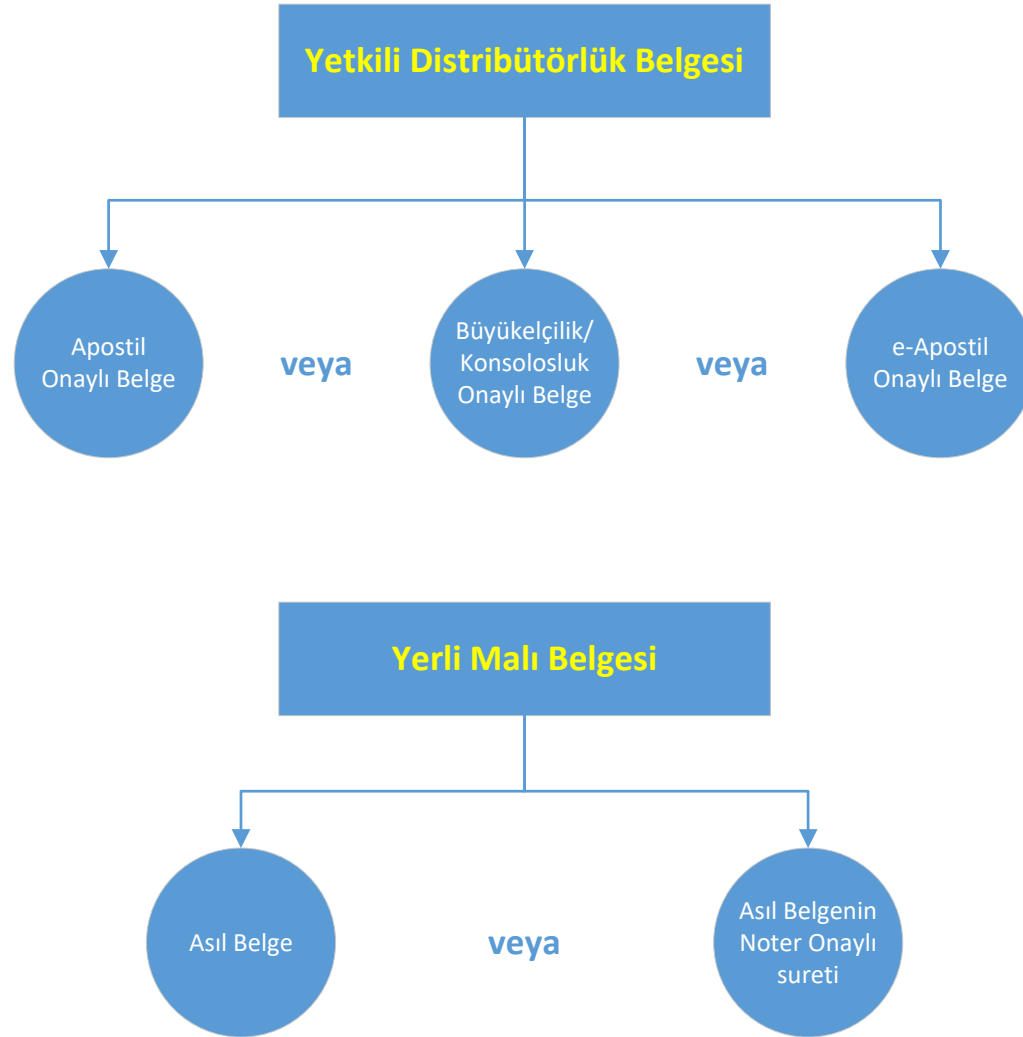 Yetkili Distribütörlük Belgesi
Apostil
Onaylı Belge
veya
Büyükelçilik/
Konsolosluk
Onaylı Belge
veya
e-Apostil
Onaylı Belge
Yerli Malı Belgesi
Asıl Belge
veya
Asıl Belgenin
Noter Onaylı
sureti